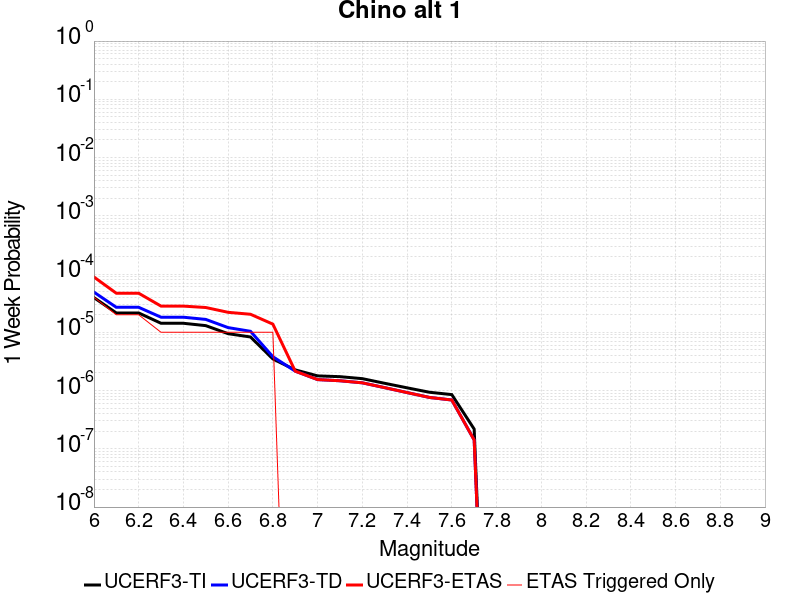 Chino alt 1
10^0
10^-1
10^-2
10^-3
10^-4
10^-5
10^-6
10^-7
10^-8
1 Week Probability
6 6.2 6.4 6.6 6.8 7 7.2 7.4 7.6 7.8 8 8.2 8.4 8.6 8.8 9
Magnitude
UCERF3-TI UCERF3-TD UCERF3-ETAS ETAS Triggered Only